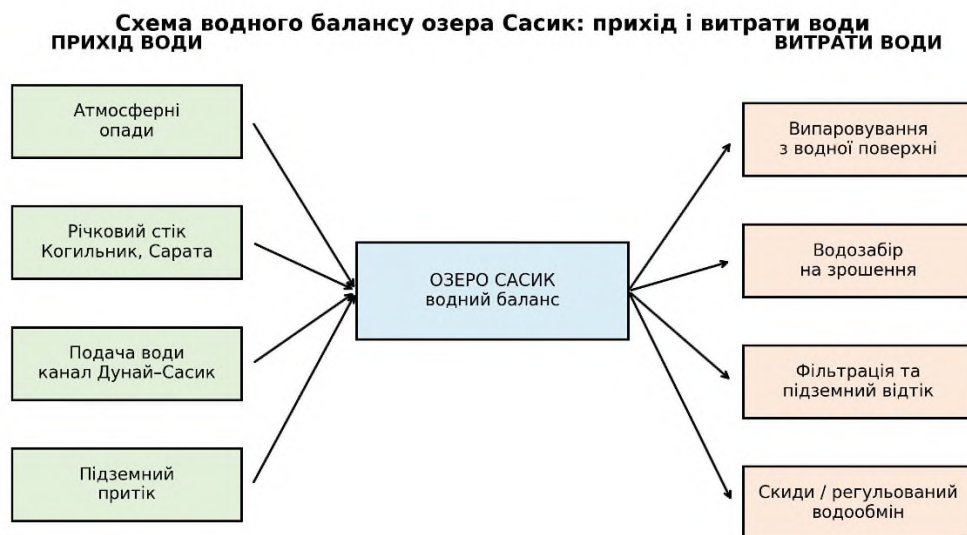 Схема водного балансу озера Сасик: прихід і витрати води
ПРИХІД ВОДИ
ВИТРАТИ ВОДИ
Атмосферні
опади
Річковий стік
Когильник, Сарата
Подача води
канал Дунай–Сасик
Підземний
притік
ОЗЕРО САСИК
водний баланс
Випаровування
з водної поверхні
Водозабір
на зрошення
Фільтрація та
підземний відтік
Скиди / регульований
водообмін